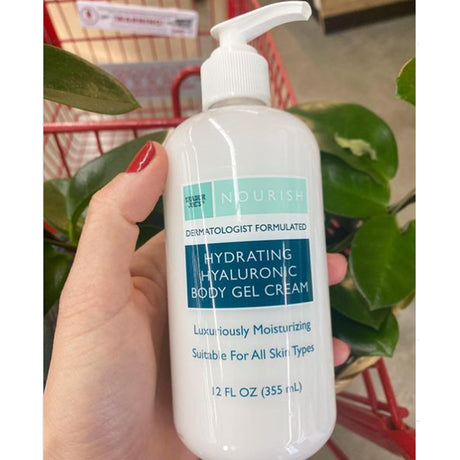 WARNING!
TRADER JOE'S
NOURISH
DERMATOLOGIST FORMULATED
HYDRATING
HYALURONIC
BODY GEL CREAM
Luxuriously Moisturizing
Suitable For All Skin Types
12 FL OZ (355 mL)